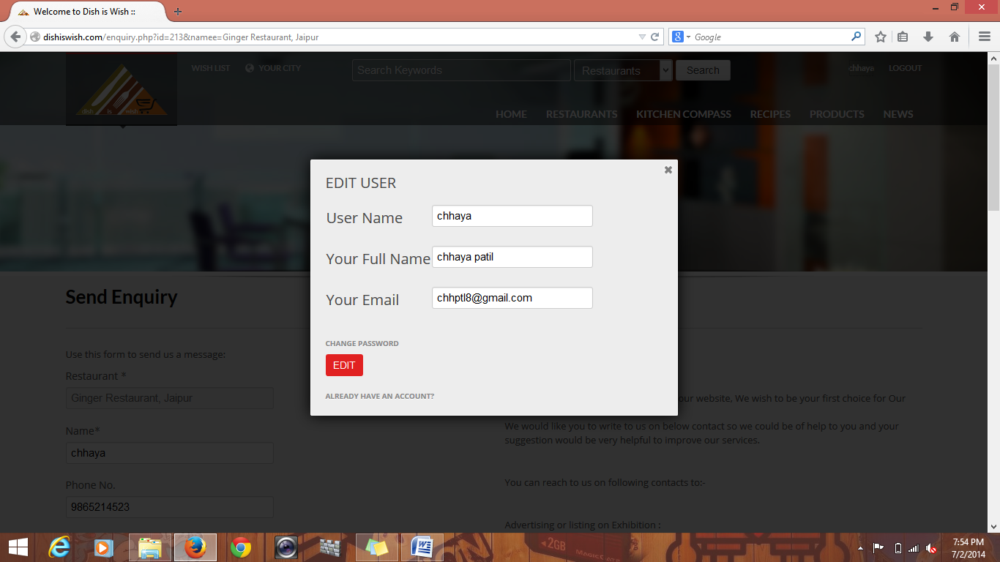 Welcome to Dish is Wish ::
dishiswish.com/enquiry.php?id=213&namee=Ginger Restaurant, Jaipur
Google
WISH LIST YOUR CITY Search Keywords Restaurants Search chhaya LOGOUT
dish is wish
HOME RESTAURANTS KITCHEN COMPASS RECIPES PRODUCTS NEWS
EDIT USER
User Name chhaya
Your Full Name chhaya patil
Your Email chhptl8@gmail.com
CHANGE PASSWORD
EDIT
ALREADY HAVE AN ACCOUNT?
Send Enquiry
Use this form to send us a message:
Restaurant *
Ginger Restaurant, Jaipur
Name*
chhaya
Phone No.
9865214523
our website, We wish to be your first choice for Our
We would like you to write to us on below contact so we could be of help to you and your
suggestion would be very helpful to improve our services.
You can reach to us on following contacts to:-
Advertising or listing on Exhibition :
2GB
7:54 PM
7/2/2014